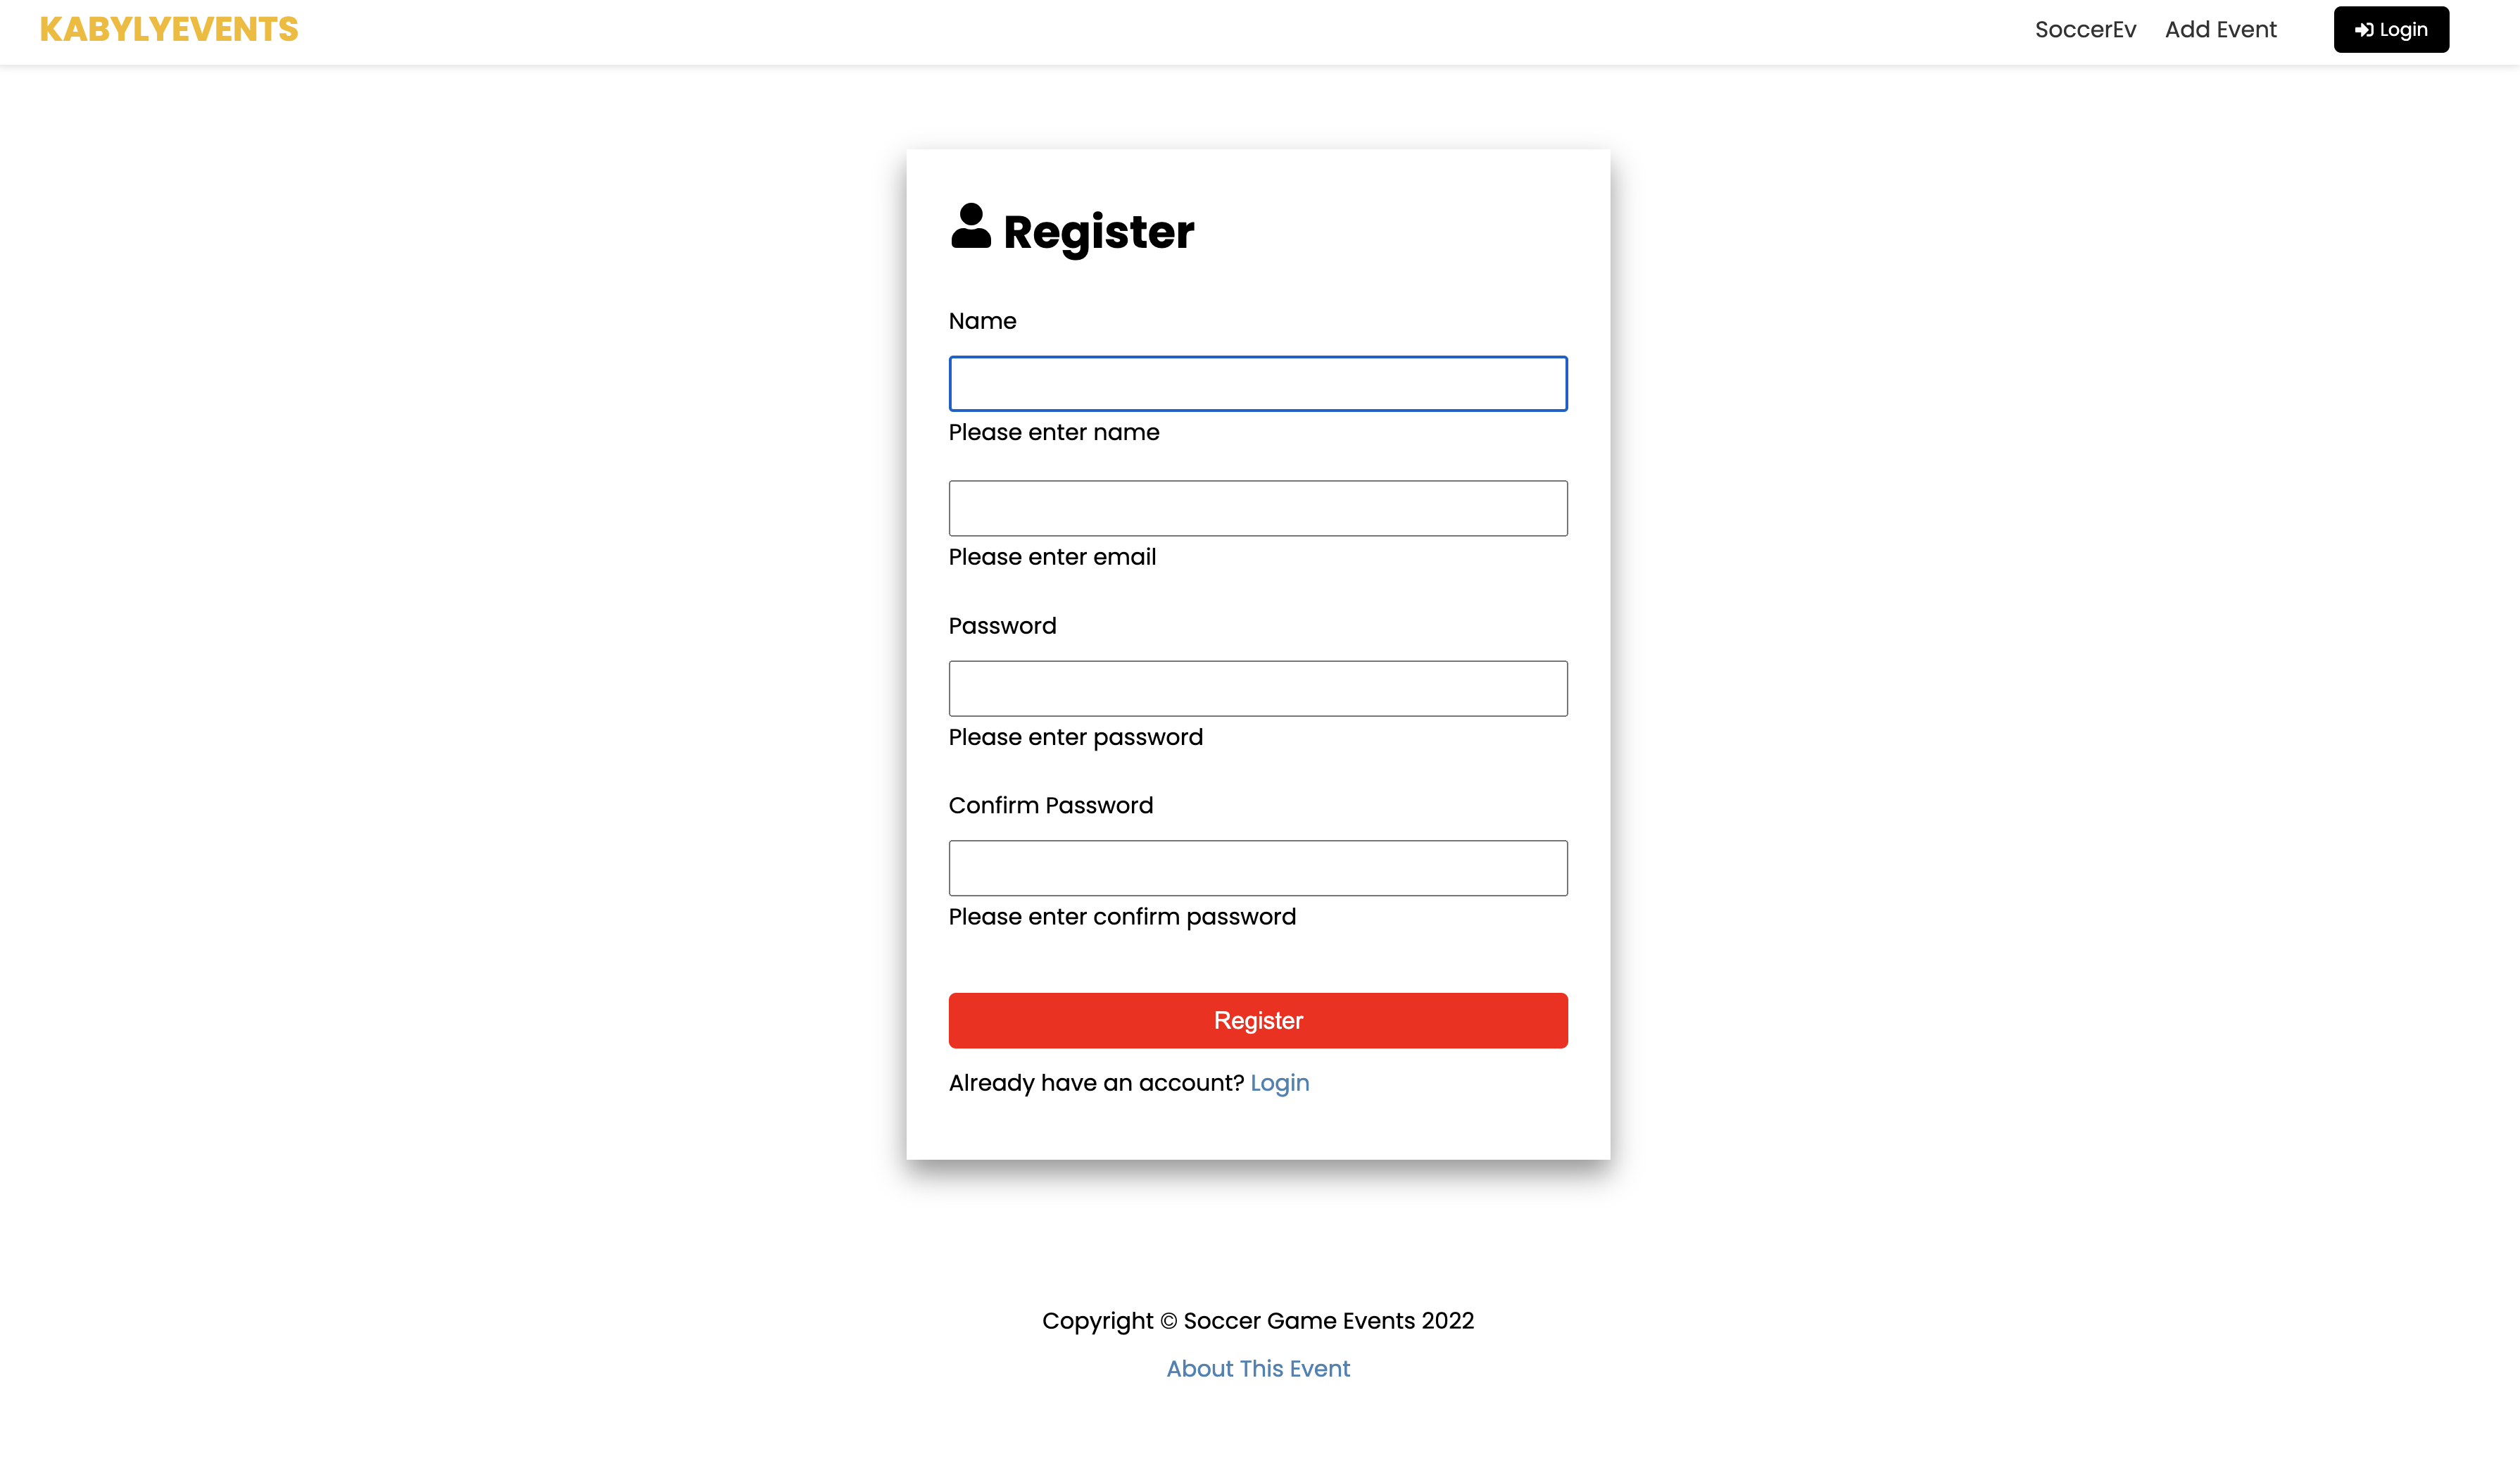 KABYLYEVENTS
SoccerEv Add Event Login
Register
Name
Please enter name
Please enter email
Password
Please enter password
Confirm Password
Please enter confirm password
Register
Already have an account? Login
Copyright © Soccer Game Events 2022
About This Event